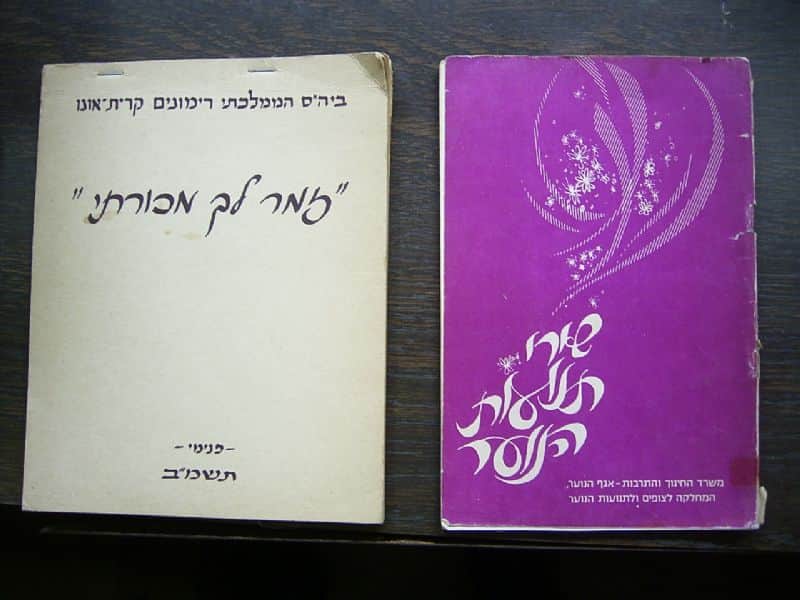 ביה"ס הממלכתי רימונים קרית-אונו
"זמר לך מכורתי"
- פנימי -
תשמ"ב
שירי
תנועות
הנוער
משרד החינוך והתרבות - אגף הנוער,
המחלקה לצופים ולתנועות הנוער